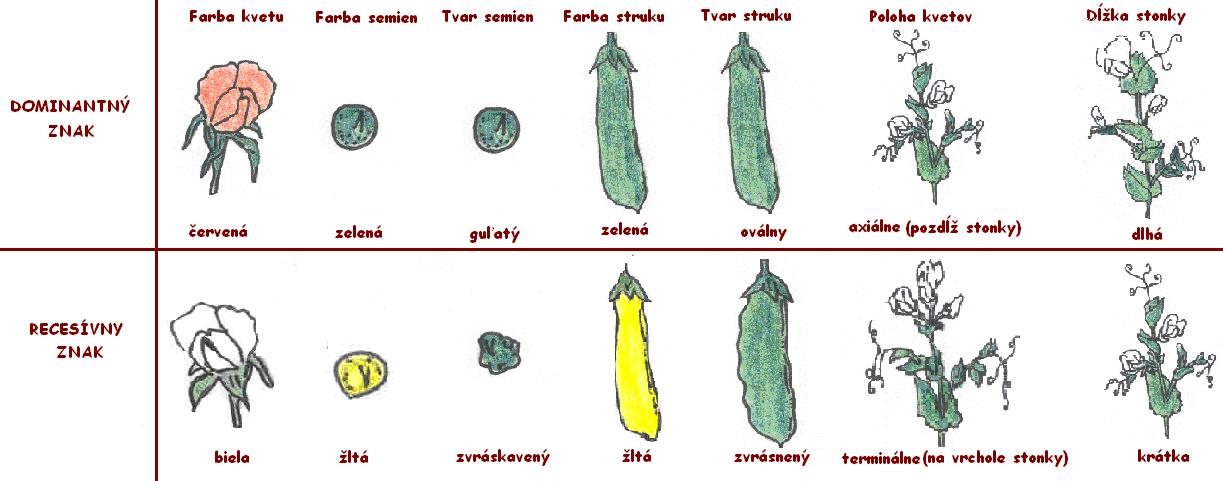 Farba kvetu Farba semien Tvar semien Farba struku Tvar struku Poloha kvetov Dĺžka stonky
DOMINANTNÝ
ZNAK
červená zelená guľatý zelená oválny axiálne (pozdĺž stonky) dlhá
RECESÍVNY
ZNAK
biela žltá zvráskavený žltá zvrásnený terminálne(na vrchole stonky) krátka